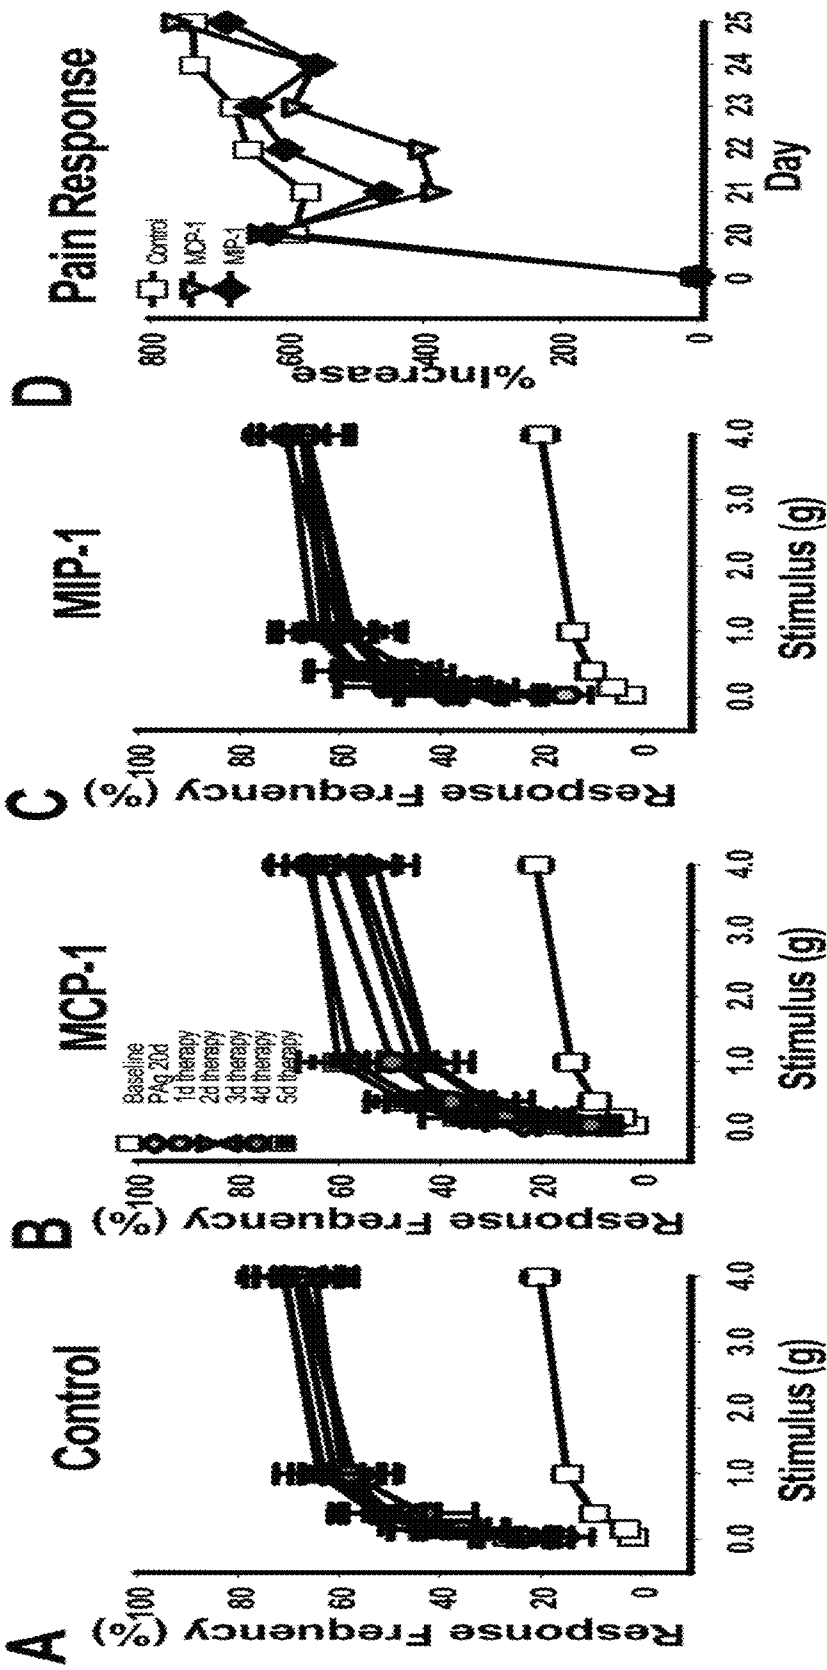 A
Control
Response Frequency (%)
100
80
60
40
20
0
0.0 1.0 2.0 3.0 4.0
Stimulus (g)
B
MCP-1
Baseline
PAg 20d
1d therapy
2d therapy
3d therapy
4d therapy
5d therapy
Response Frequency (%)
100
80
60
40
20
0
0.0 1.0 2.0 3.0 4.0
Stimulus (g)
C
MIP-1
Response Frequency (%)
100
80
60
40
20
0
0.0 1.0 2.0 3.0 4.0
Stimulus (g)
D
Pain Response
Control
MCP-1
MIP-1
%Increase
800
600
400
200
0
0 20 21 22 23 24 25
Day